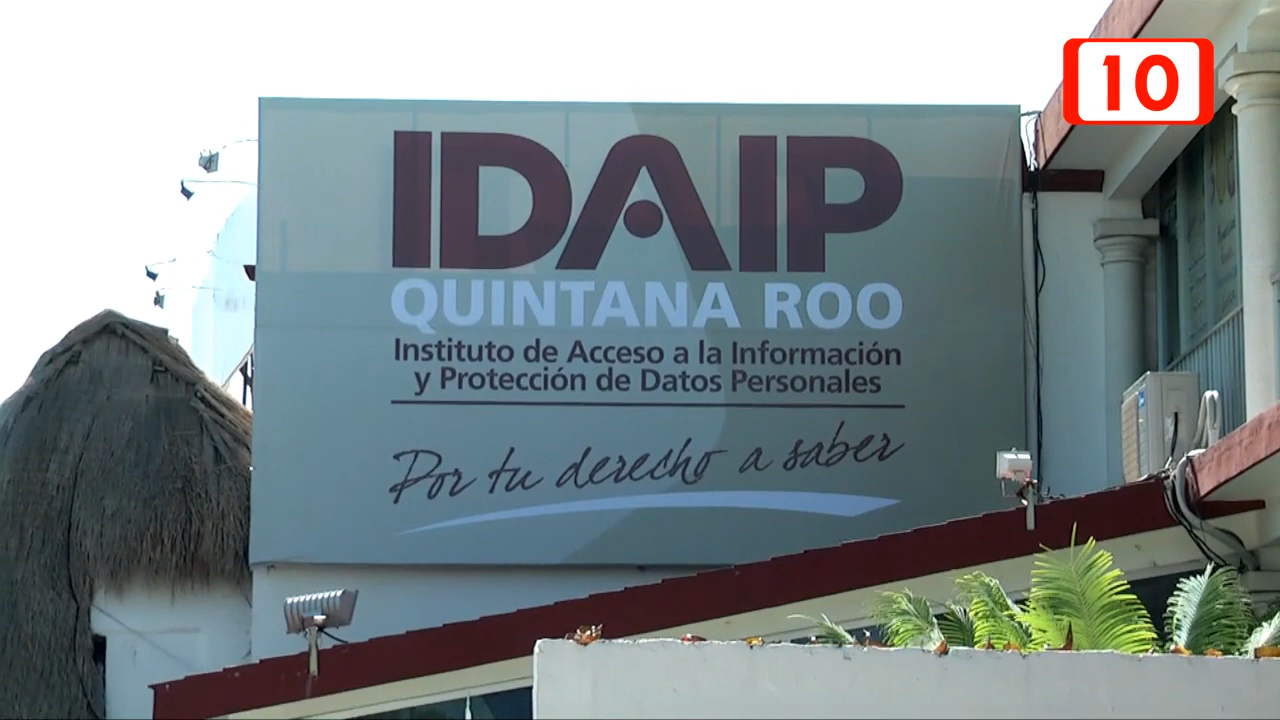 10
IDAIP
QUINTANA ROO
Instituto de Acceso a la Información
y Protección de Datos Personales
Por tu derecho a saber